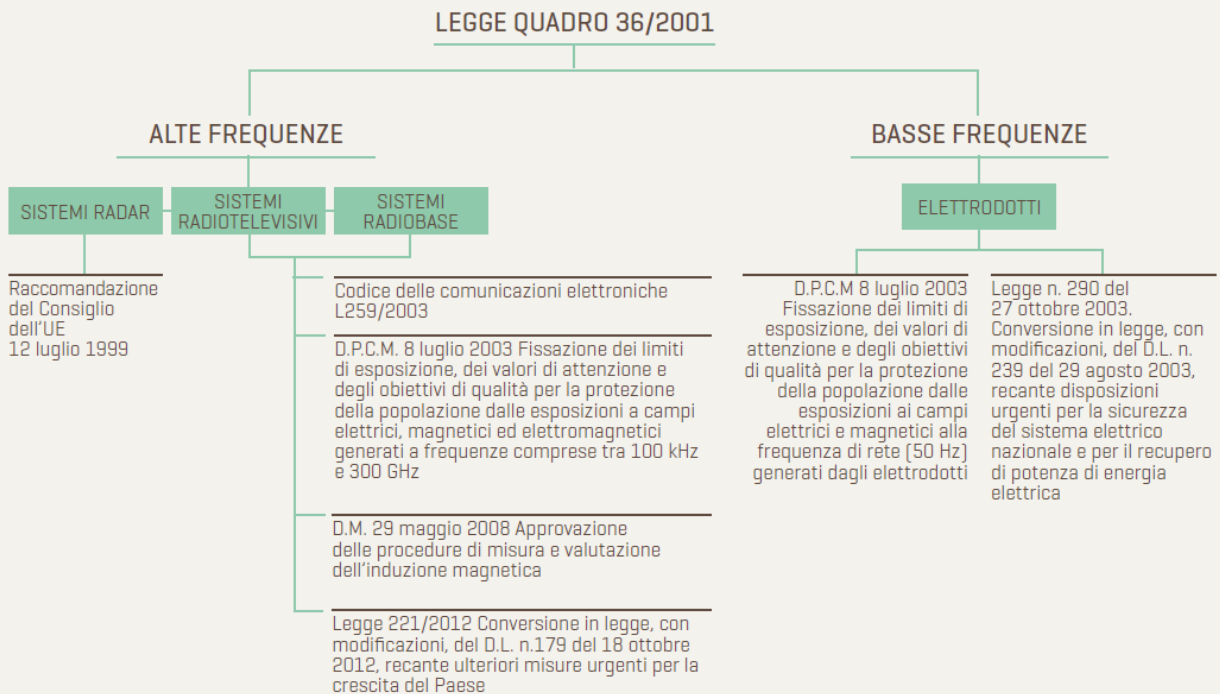 LEGGE QUADRO 36/2001
ALTE FREQUENZE
BASSE FREQUENZE
SISTEMI RADAR
SISTEMI
RADIOTELEVISIVI
SISTEMI
RADIOBASE
ELETTRODOTTI
Raccomandazione
del Consiglio
dell'UE
12 luglio 1999
Codice delle comunicazioni elettroniche
L259/2003
D.P.C.M. 8 luglio 2003 Fissazione dei limiti
di esposizione, dei valori di attenzione e
degli obiettivi di qualità per la protezione
della popolazione dalle esposizioni a campi
elettrici, magnetici ed elettromagnetici
generati a frequenze comprese tra 100 kHz
e 300 GHz
D.M. 29 maggio 2008 Approvazione
delle procedure di misura e valutazione
dell'induzione magnetica
Legge 221/2012 Conversione in legge, con
modificazioni, del D.L. n.179 del 18 ottobre
2012, recante ulteriori misure urgenti per la
crescita del Paese
D.P.C.M 8 luglio 2003
Fissazione dei limiti di
esposizione, dei valori di
attenzione e degli obiettivi
di qualità per la protezione
della popolazione dalle
esposizioni ai campi
elettrici e magnetici alla
frequenza di rete (50 Hz)
generati dagli elettrodotti
Legge n. 290 del
27 ottobre 2003.
Conversione in legge, con
modificazioni, del D.L. n.
239 del 29 agosto 2003,
recante disposizioni
urgenti per la sicurezza
del sistema elettrico
nazionale e per il recupero
di potenza di energia
elettrica